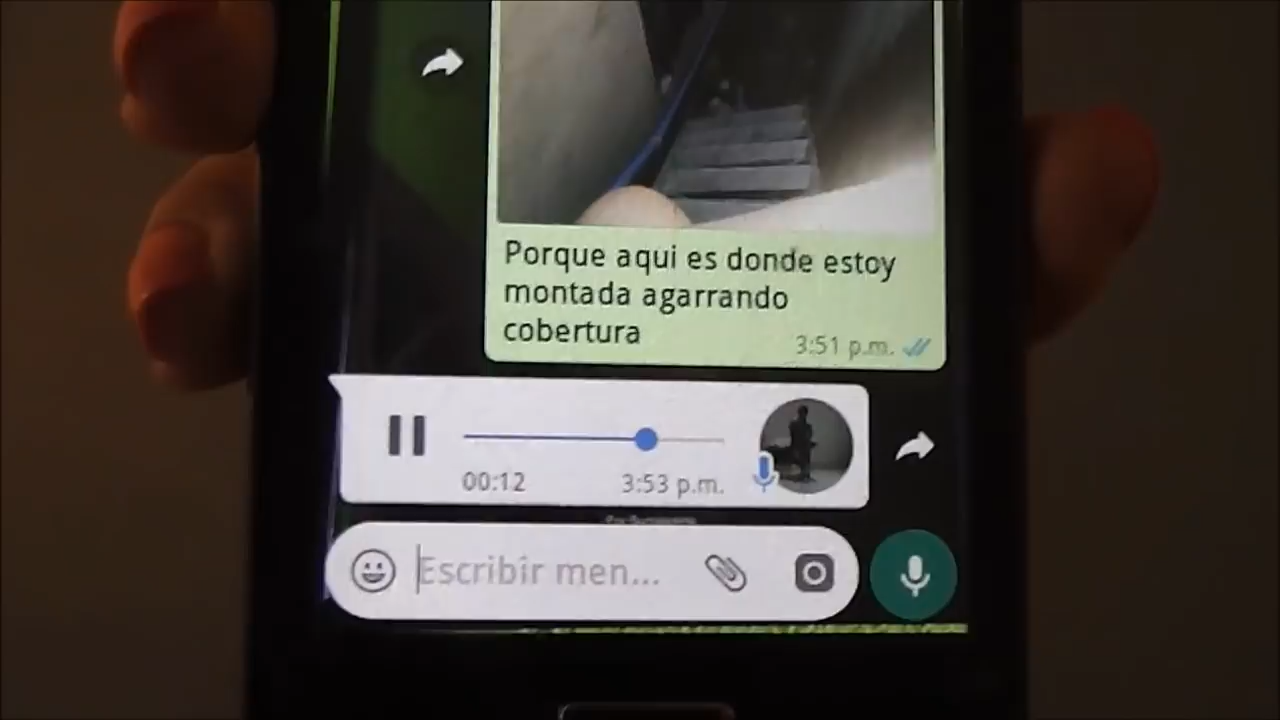 Porque aqui es donde estoy
montada agarrando
cobertura
3:51 p.m.
00:12
3:53 p.m.
Escribir men...